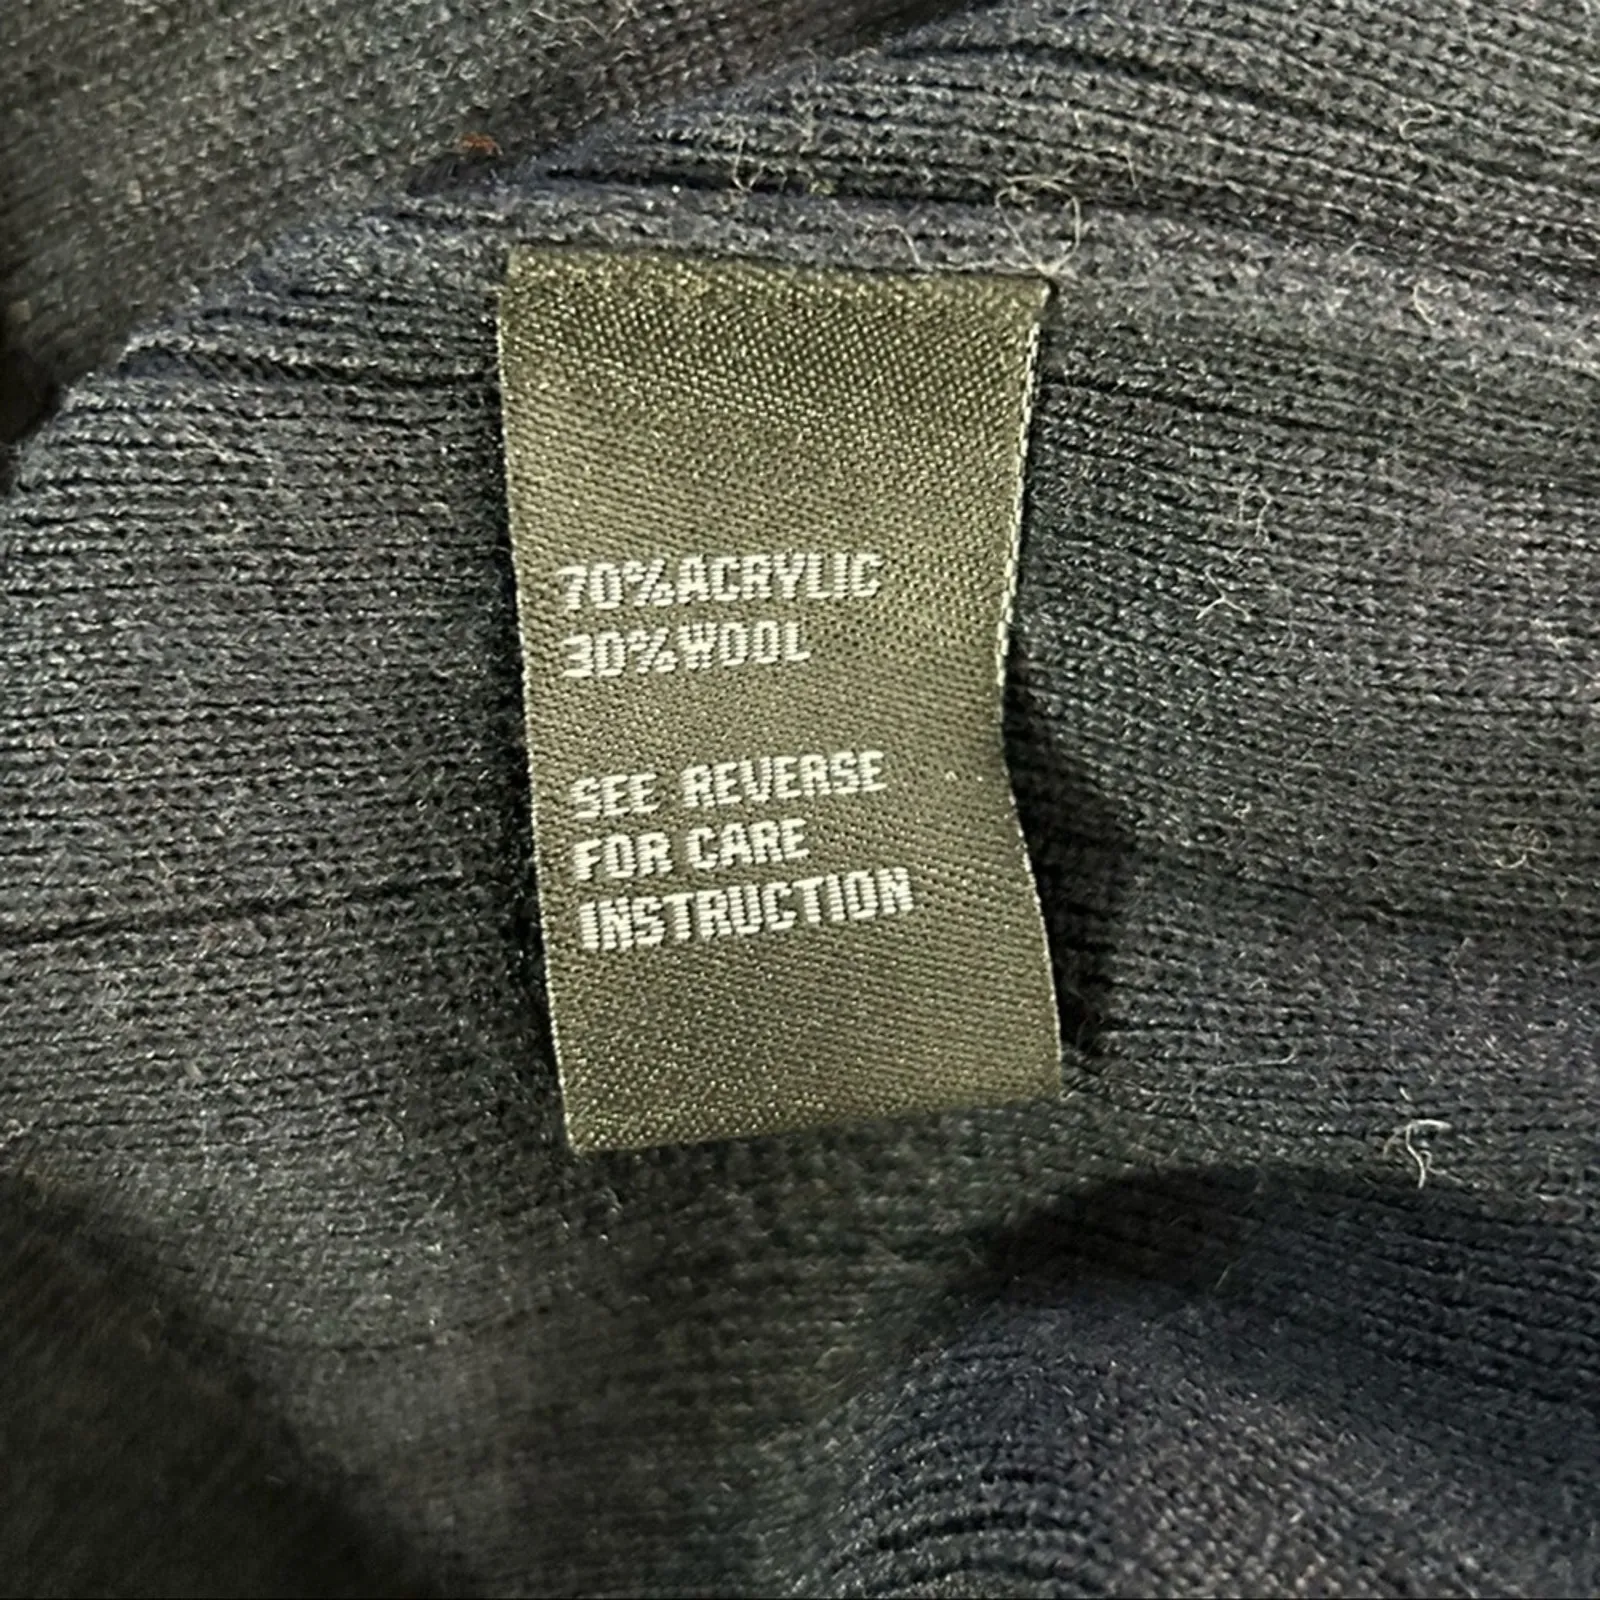 70%ACRYLIC
30%WOOL
SEE REVERSE
FOR CARE
INSTRUCTION